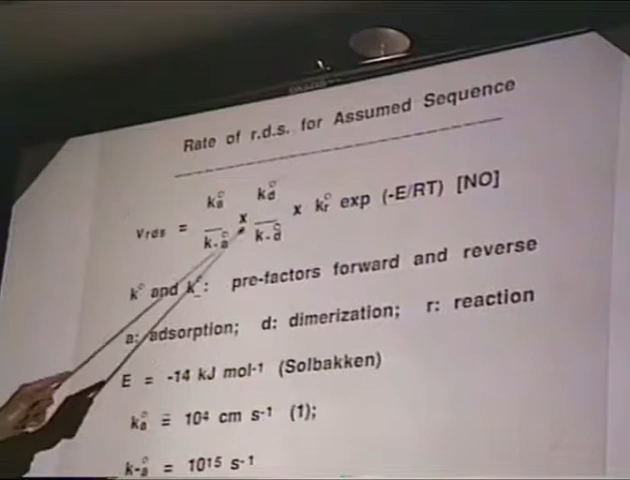 Rate of r.d.s. for Assumed Sequence
k°a k°d
vrds = — x — x k°r exp (-E/RT) [NO]
k-°a k-°d
k° and k-°: pre-factors forward and reverse
a: adsorption; d: dimerization; r: reaction
E = -14 kJ mol-1 (Solbakken)
k°a = 10⁴ cm s-1 (1);
k-°a = 10¹⁵ s-1